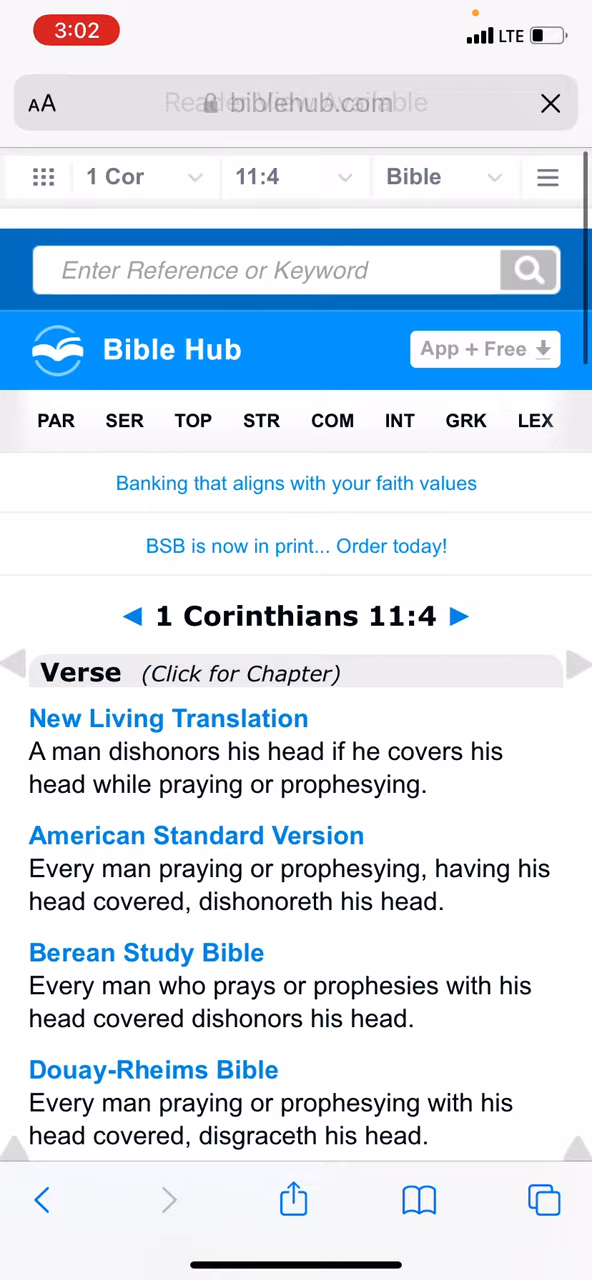 3:02
LTE
AA Reader View Available
biblehub.com
1 Cor 11:4 Bible
Enter Reference or Keyword
Bible Hub App + Free
PAR SER TOP STR COM INT GRK LEX
Banking that aligns with your faith values
BSB is now in print... Order today!
1 Corinthians 11:4
Verse (Click for Chapter)
New Living Translation
A man dishonors his head if he covers his
head while praying or prophesying.
American Standard Version
Every man praying or prophesying, having his
head covered, dishonoreth his head.
Berean Study Bible
Every man who prays or prophesies with his
head covered dishonors his head.
Douay-Rheims Bible
Every man praying or prophesying with his
head covered, disgraceth his head.